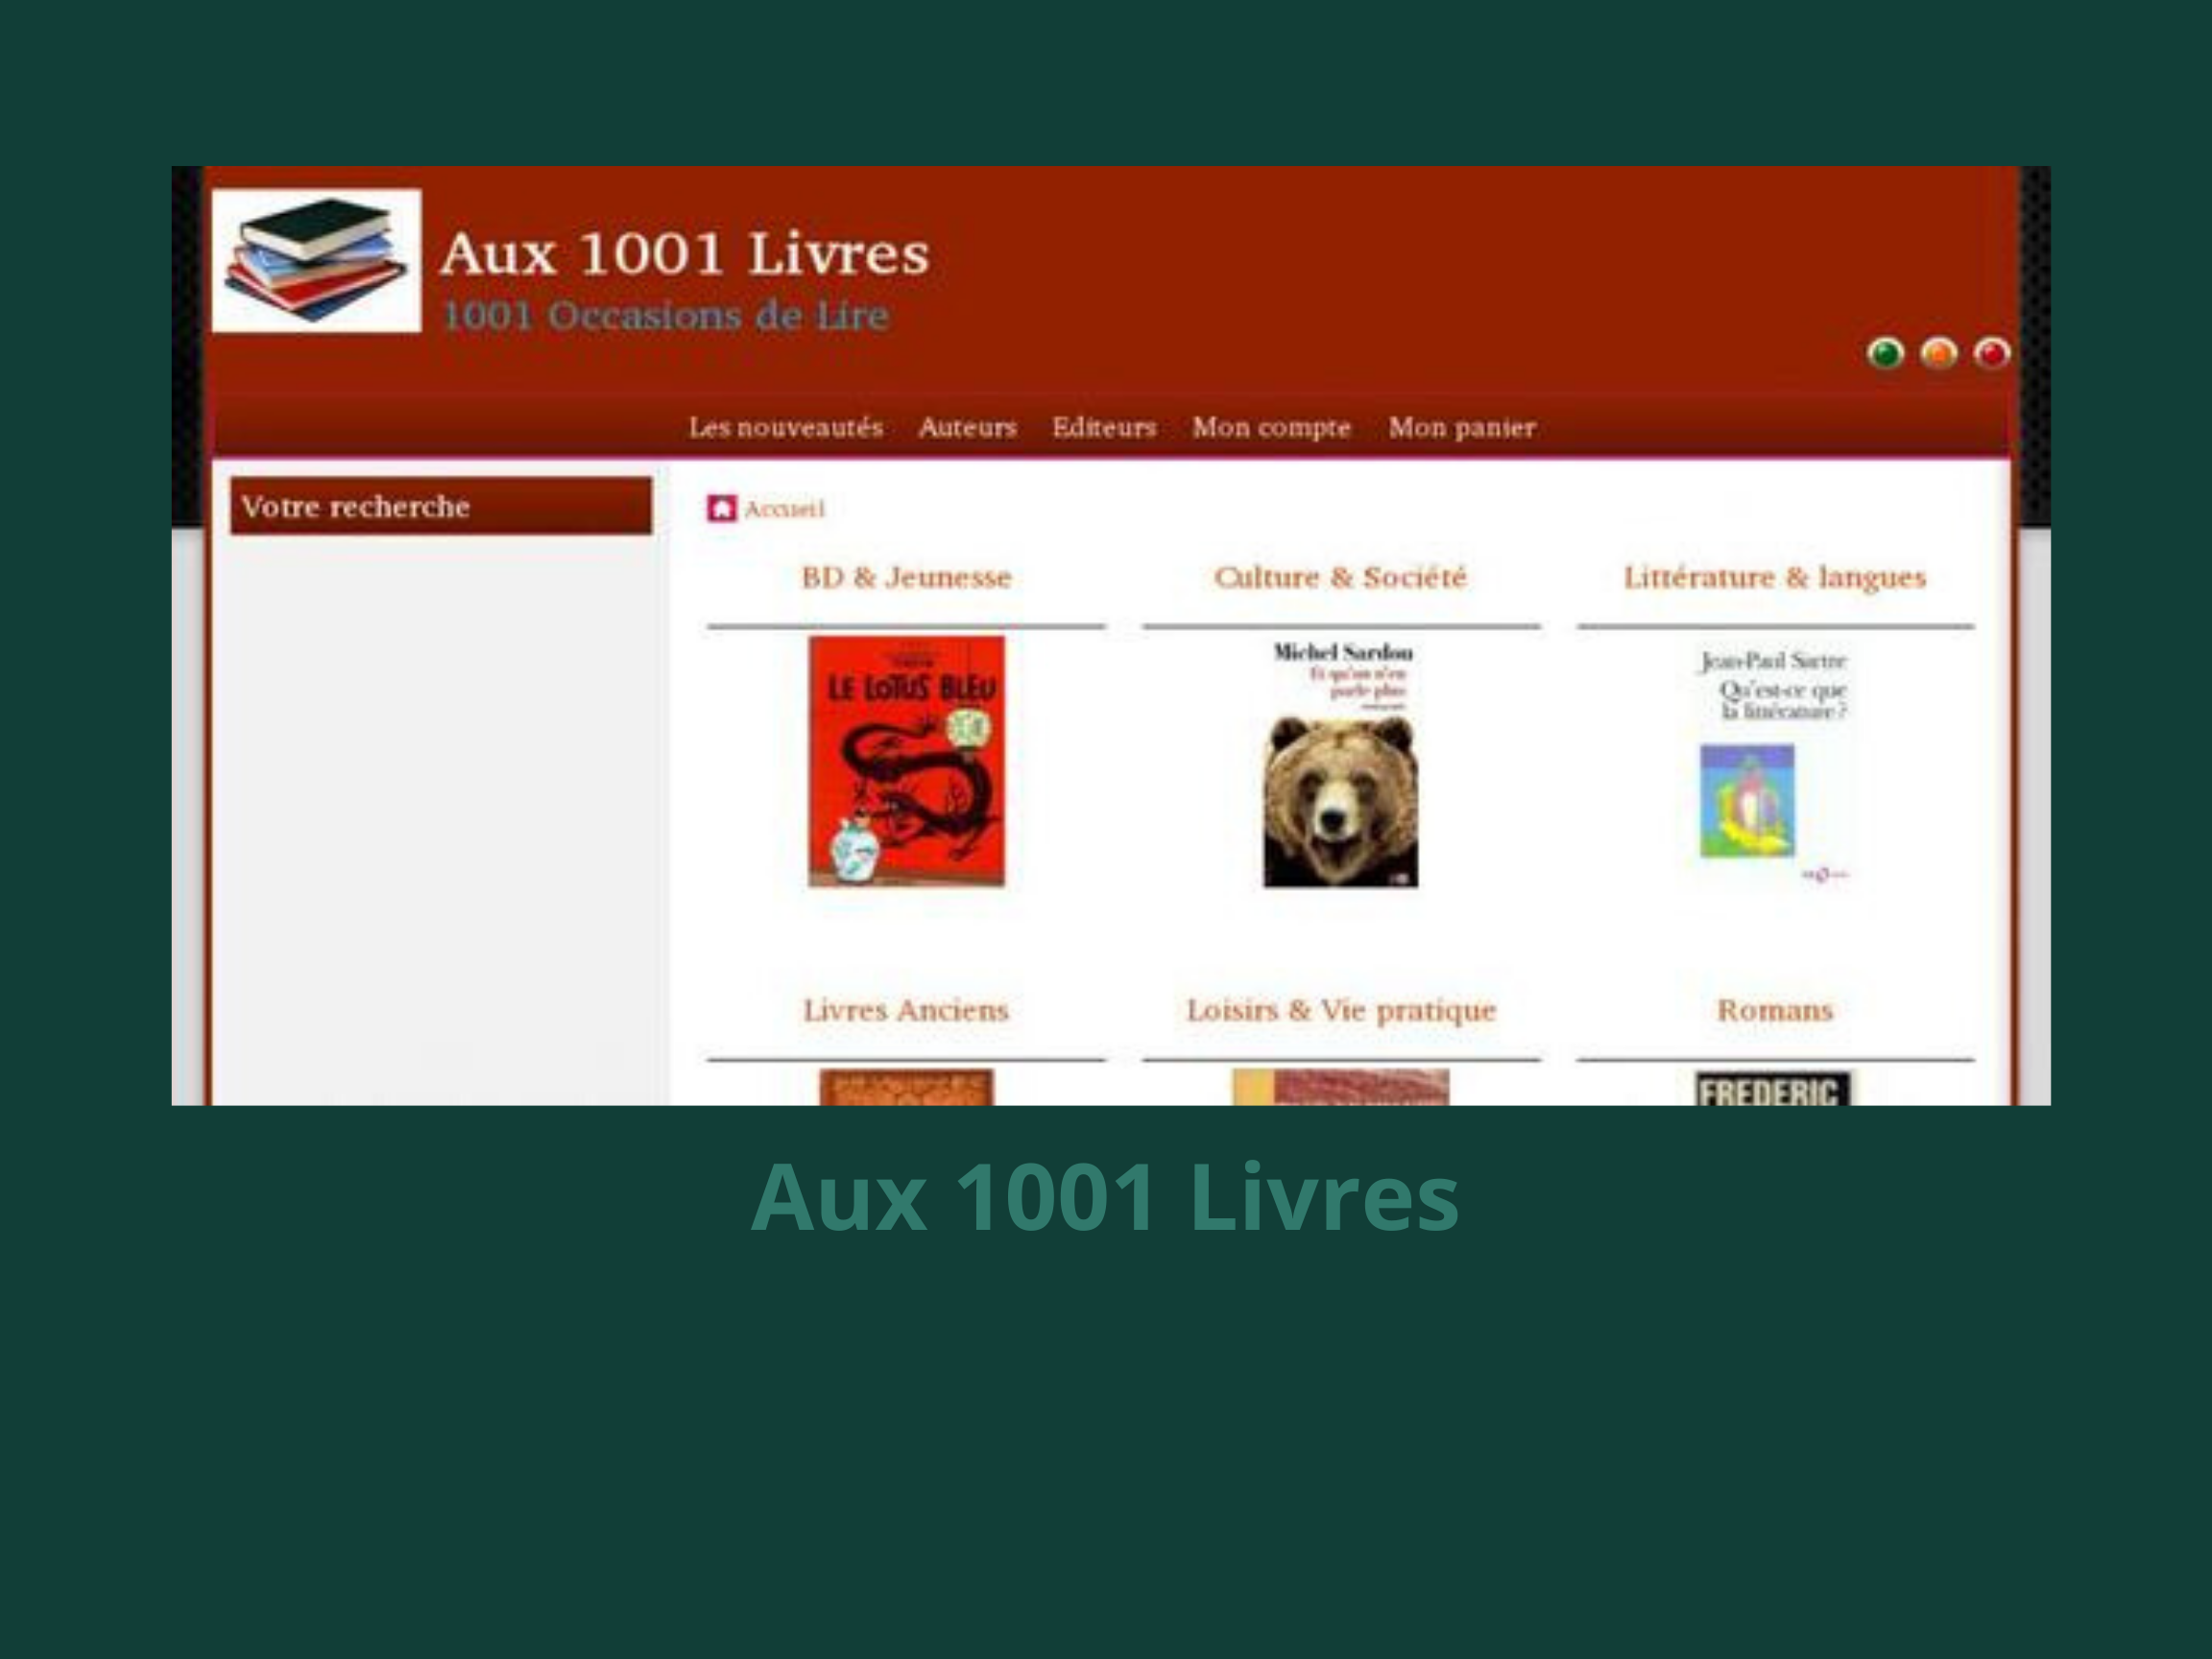 Aux 1001 Livres
1001 Occasions de Lire
Les nouveautés Auteurs Editeurs Mon compte Mon panier
Votre recherche
Accueil
BD & Jeunesse Culture & Société Littérature & langues
LE LOTUS BLEU
Michel Sardou
Et qu'on n'en
parle plus
Jean-Paul Sartre
Qu'est-ce que
la littérature?
Livres Anciens Loisirs & Vie pratique Romans
FREDERIC
Aux 1001 Livres